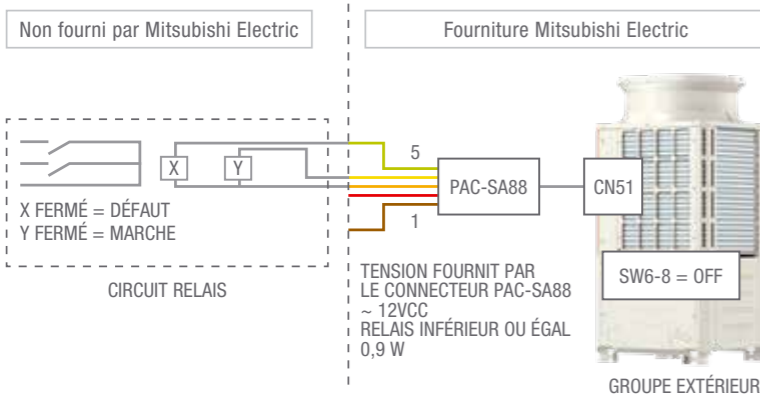 Non fourni par Mitsubishi Electric
Fourniture Mitsubishi Electric
X
Y
X FERMÉ = DÉFAUT
Y FERMÉ = MARCHE
CIRCUIT RELAIS
5
1
PAC-SA88
CN51
SW6-8 = OFF
TENSION FOURNIT PAR
LE CONNECTEUR PAC-SA88
~ 12VCC
RELAIS INFÉRIEUR OU ÉGAL
0,9 W
GROUPE EXTÉRIEUR